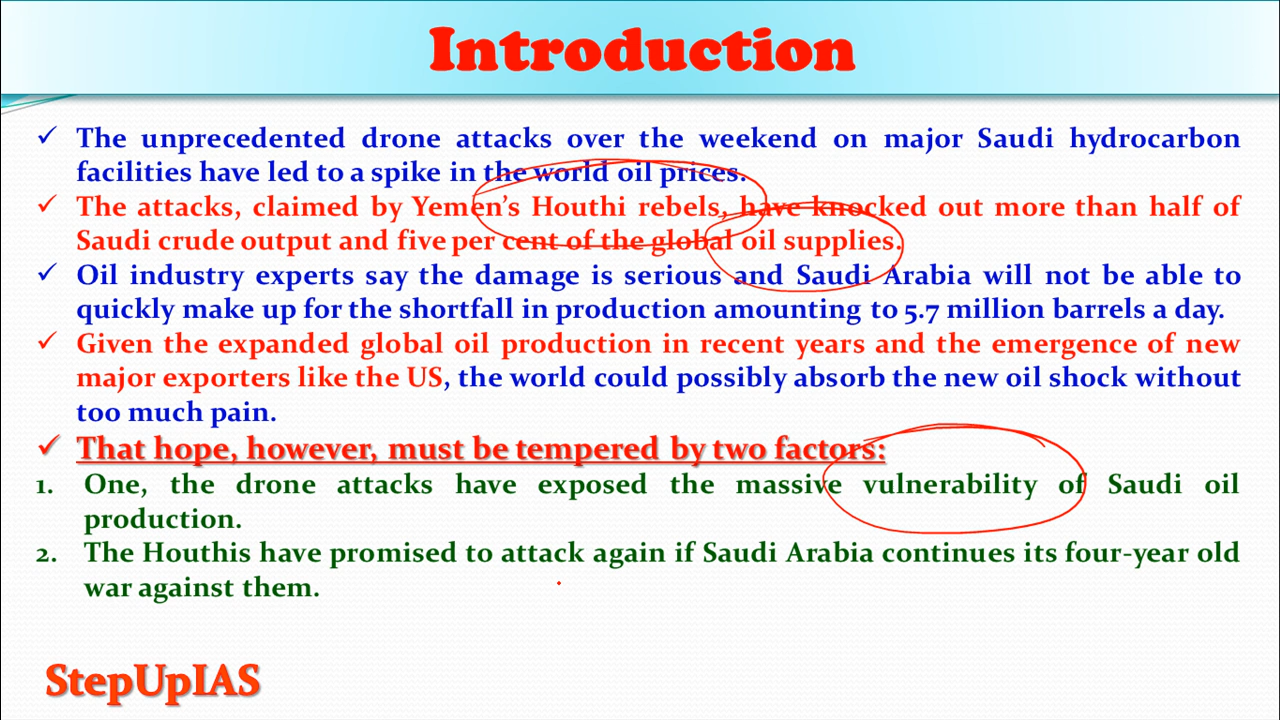 Introduction
✓ The unprecedented drone attacks over the weekend on major Saudi hydrocarbon
facilities have led to a spike in the world oil prices.
✓ The attacks, claimed by Yemen's Houthi rebels, have knocked out more than half of
Saudi crude output and five per cent of the global oil supplies.
✓ Oil industry experts say the damage is serious and Saudi Arabia will not be able to
quickly make up for the shortfall in production amounting to 5.7 million barrels a day.
✓ Given the expanded global oil production in recent years and the emergence of new
major exporters like the US, the world could possibly absorb the new oil shock without
too much pain.
✓ That hope, however, must be tempered by two factors:
1. One, the drone attacks have exposed the massive vulnerability of Saudi oil
production.
2. The Houthis have promised to attack again if Saudi Arabia continues its four-year old
war against them.
StepUpIAS